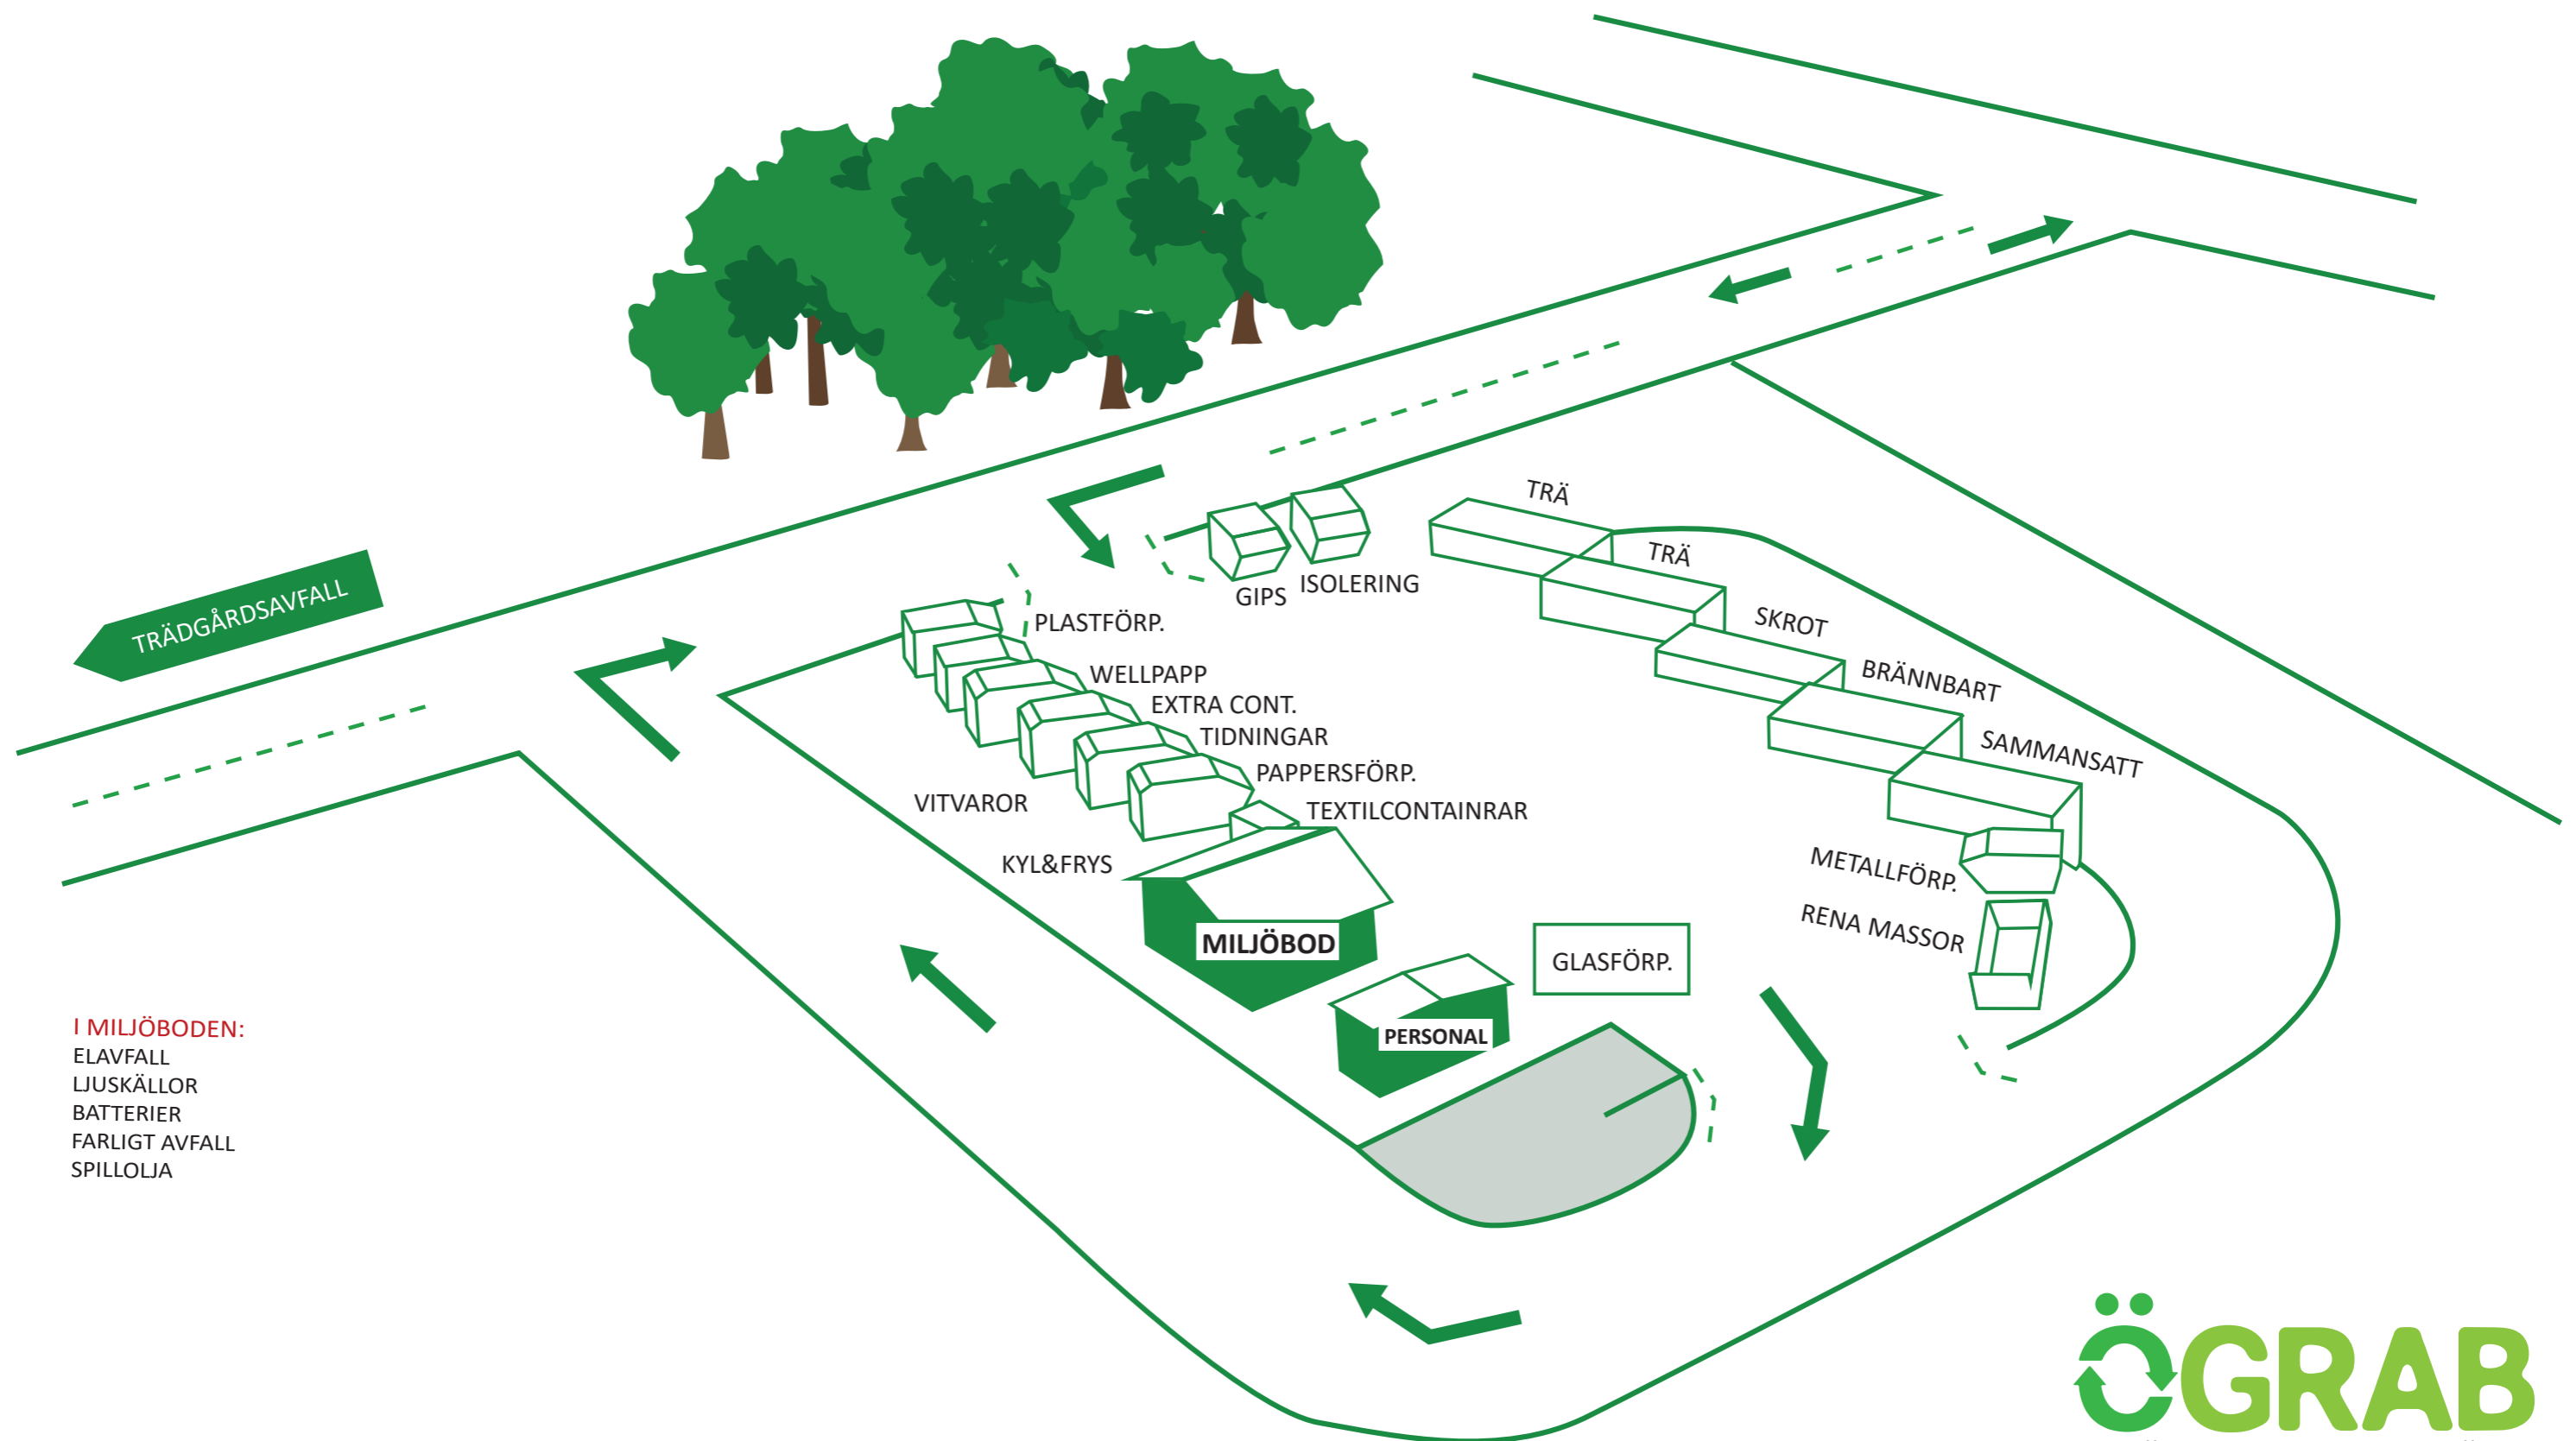 TRÄ
TRÄ
GIPS
ISOLERING
TRÄDGÅRDSAVFALL
PLASTFÖRP.
SKROT
WELLPAPP
BRÄNNBART
EXTRA CONT.
TIDNINGAR
SAMMANSATT
PAPPERSFÖRP.
VITVAROR
TEXTILCONTAINRAR
KYL&FRYS
METALLFÖRP.
MILJÖBOD
RENA MASSOR
GLASFÖRP.
PERSONAL
I MILJÖBODEN:
ELAVFALL
LJUSKÄLLOR
BATTERIER
FARLIGT AVFALL
SPILLOLJA
ÖGRAB